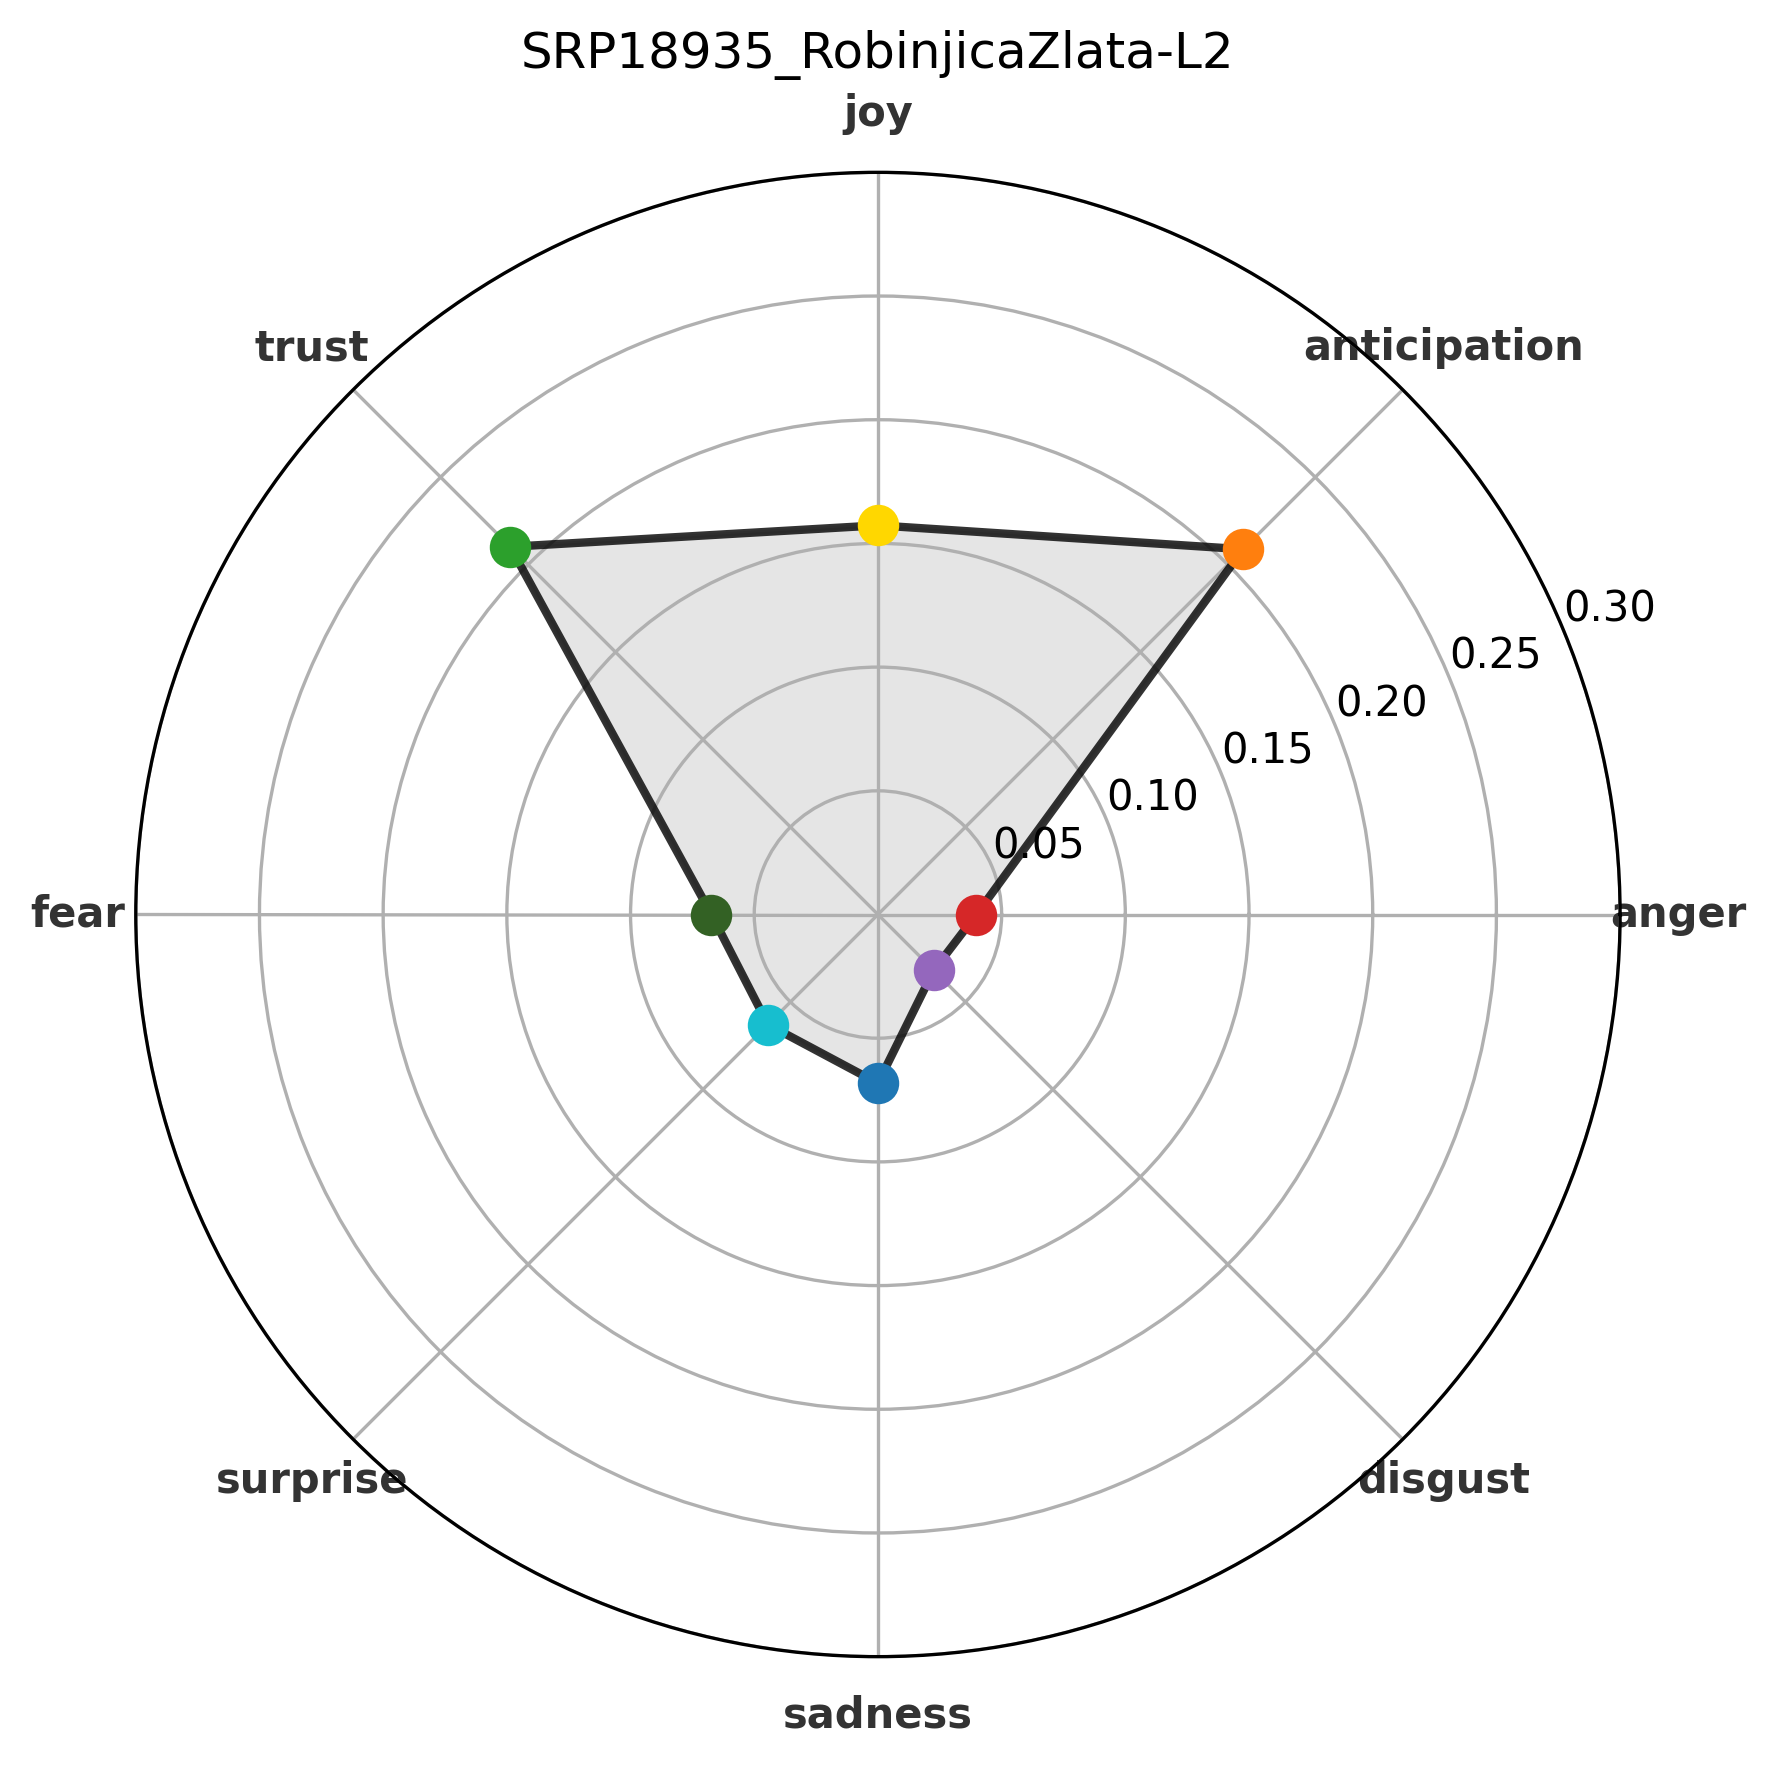 SRP18935_RobinjicaZlata-L2
joy
trust
anticipation
0.30
0.25
0.20
0.15
0.10
0.05
fear
anger
surprise
disgust
sadness